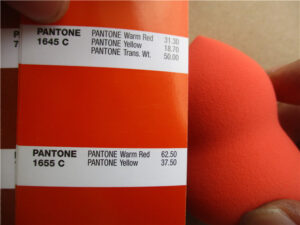 PANTONE
1645 C
PANTONE Warm Red 31.30
PANTONE Yellow 18.70
PANTONE Trans. Wt. 50.00
7
PANTONE
1655 C
PANTONE Warm Red 62.50
PANTONE Yellow 37.50